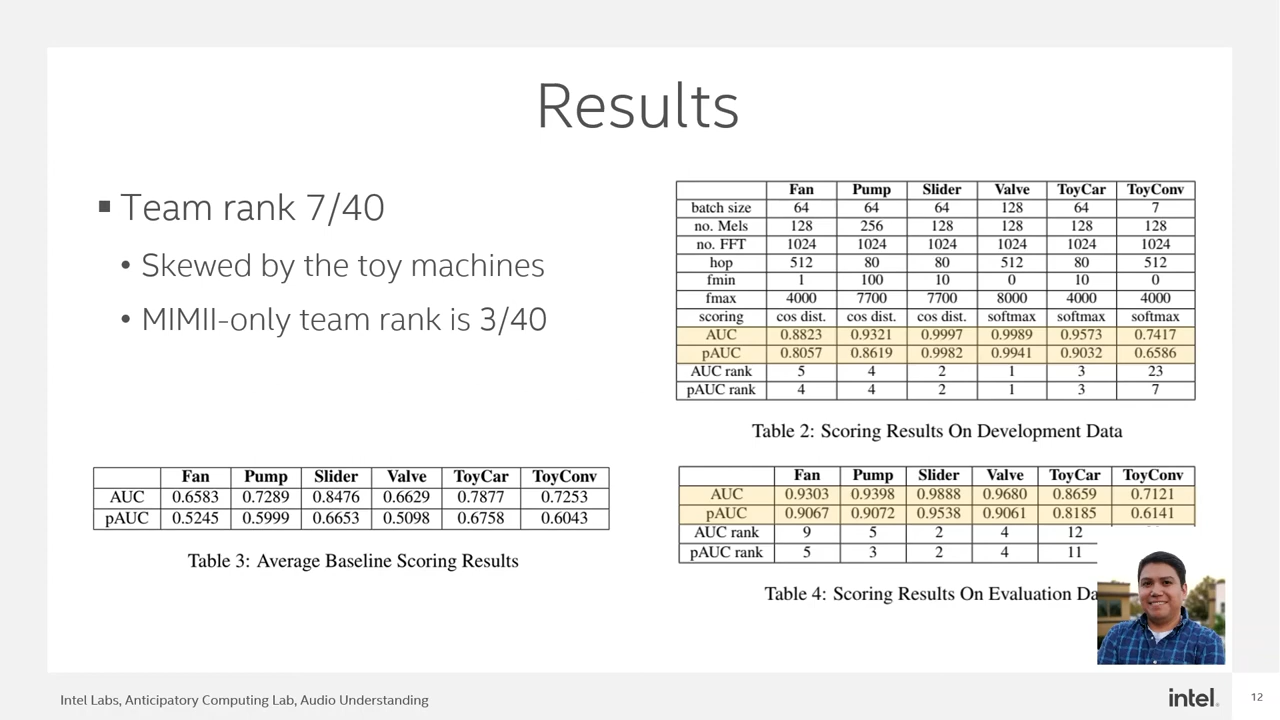 Results
▪ Team rank 7/40
• Skewed by the toy machines
• MIMII-only team rank is 3/40
Fan Pump Slider Valve ToyCar ToyConv
batch size 64 64 64 128 64 7
no. Mels 128 256 128 128 128 128
no. FFT 1024 1024 1024 1024 1024 1024
hop 512 80 80 512 80 512
fmin 1 100 10 0 10 0
fmax 4000 7700 7700 8000 4000 4000
scoring cos dist. cos dist. cos dist. softmax softmax softmax
AUC 0.8823 0.9321 0.9997 0.9989 0.9573 0.7417
pAUC 0.8057 0.8619 0.9982 0.9941 0.9032 0.6586
AUC rank 5 4 2 1 3 23
pAUC rank 4 4 2 1 3 7
Table 2: Scoring Results On Development Data
Fan Pump Slider Valve ToyCar ToyConv
AUC 0.6583 0.7289 0.8476 0.6629 0.7877 0.7253
pAUC 0.5245 0.5999 0.6653 0.5098 0.6758 0.6043
Table 3: Average Baseline Scoring Results
Fan Pump Slider Valve ToyCar ToyConv
AUC 0.9303 0.9398 0.9888 0.9680 0.8659 0.7121
pAUC 0.9067 0.9072 0.9538 0.9061 0.8185 0.6141
AUC rank 9 5 2 4 12
pAUC rank 5 3 2 4 11
Table 4: Scoring Results On Evaluation Da
Intel Labs, Anticipatory Computing Lab, Audio Understanding
intel.
12